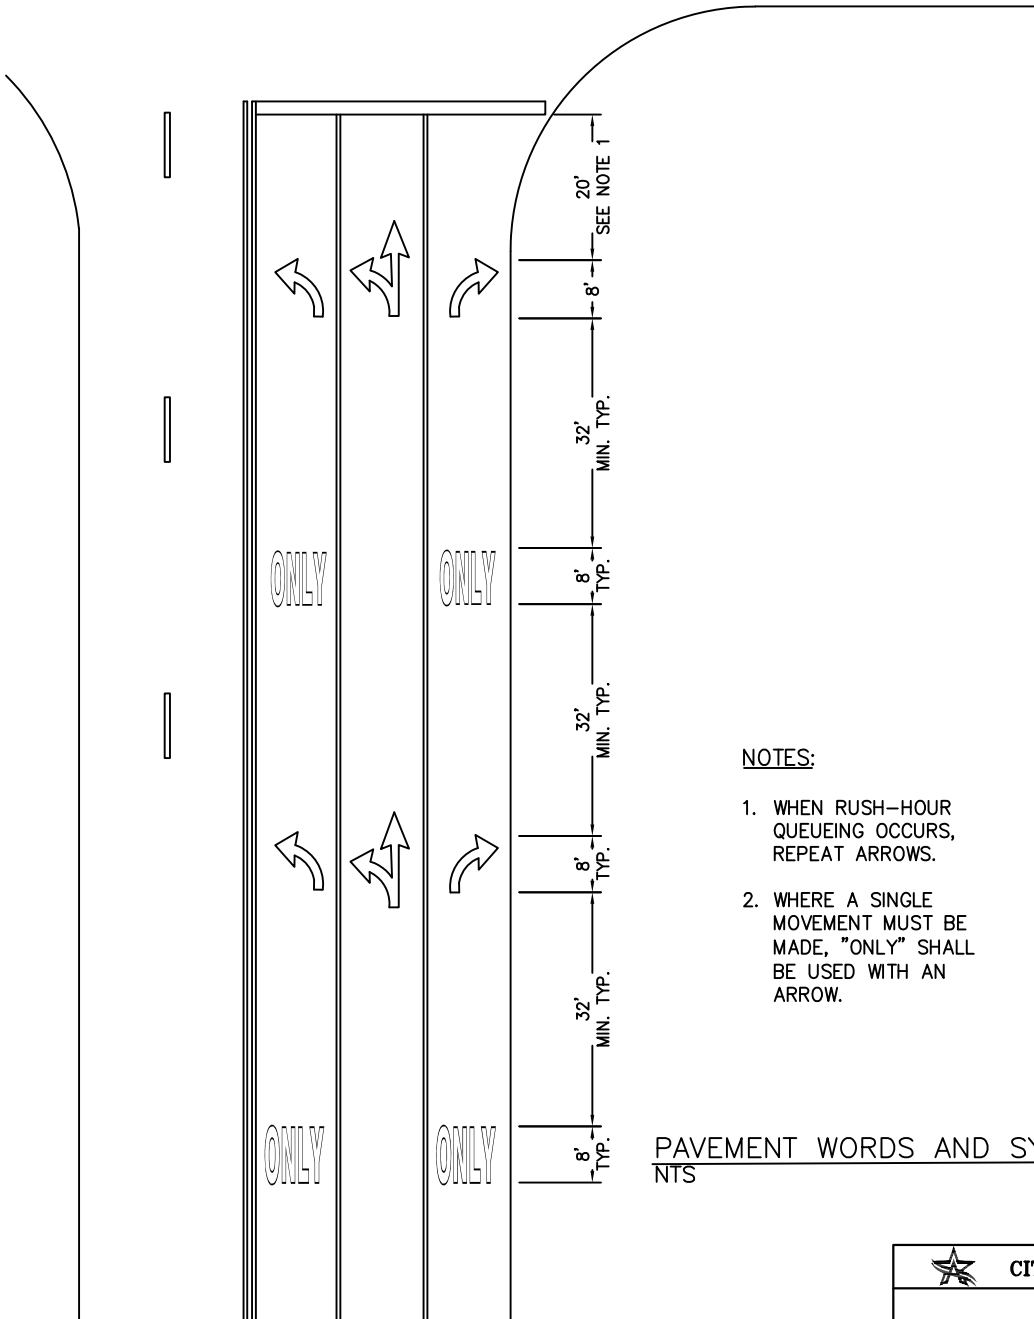 20'
SEE NOTE 1
8'
32'
MIN. TYP.
ONLY ONLY
8'
TYP.
32'
MIN. TYP.
8'
TYP.
32'
MIN. TYP.
ONLY ONLY
8'
TYP.
NOTES:
1. WHEN RUSH-HOUR
QUEUEING OCCURS,
REPEAT ARROWS.
2. WHERE A SINGLE
MOVEMENT MUST BE
MADE, "ONLY" SHALL
BE USED WITH AN
ARROW.
PAVEMENT WORDS AND SY
NTS
CIT